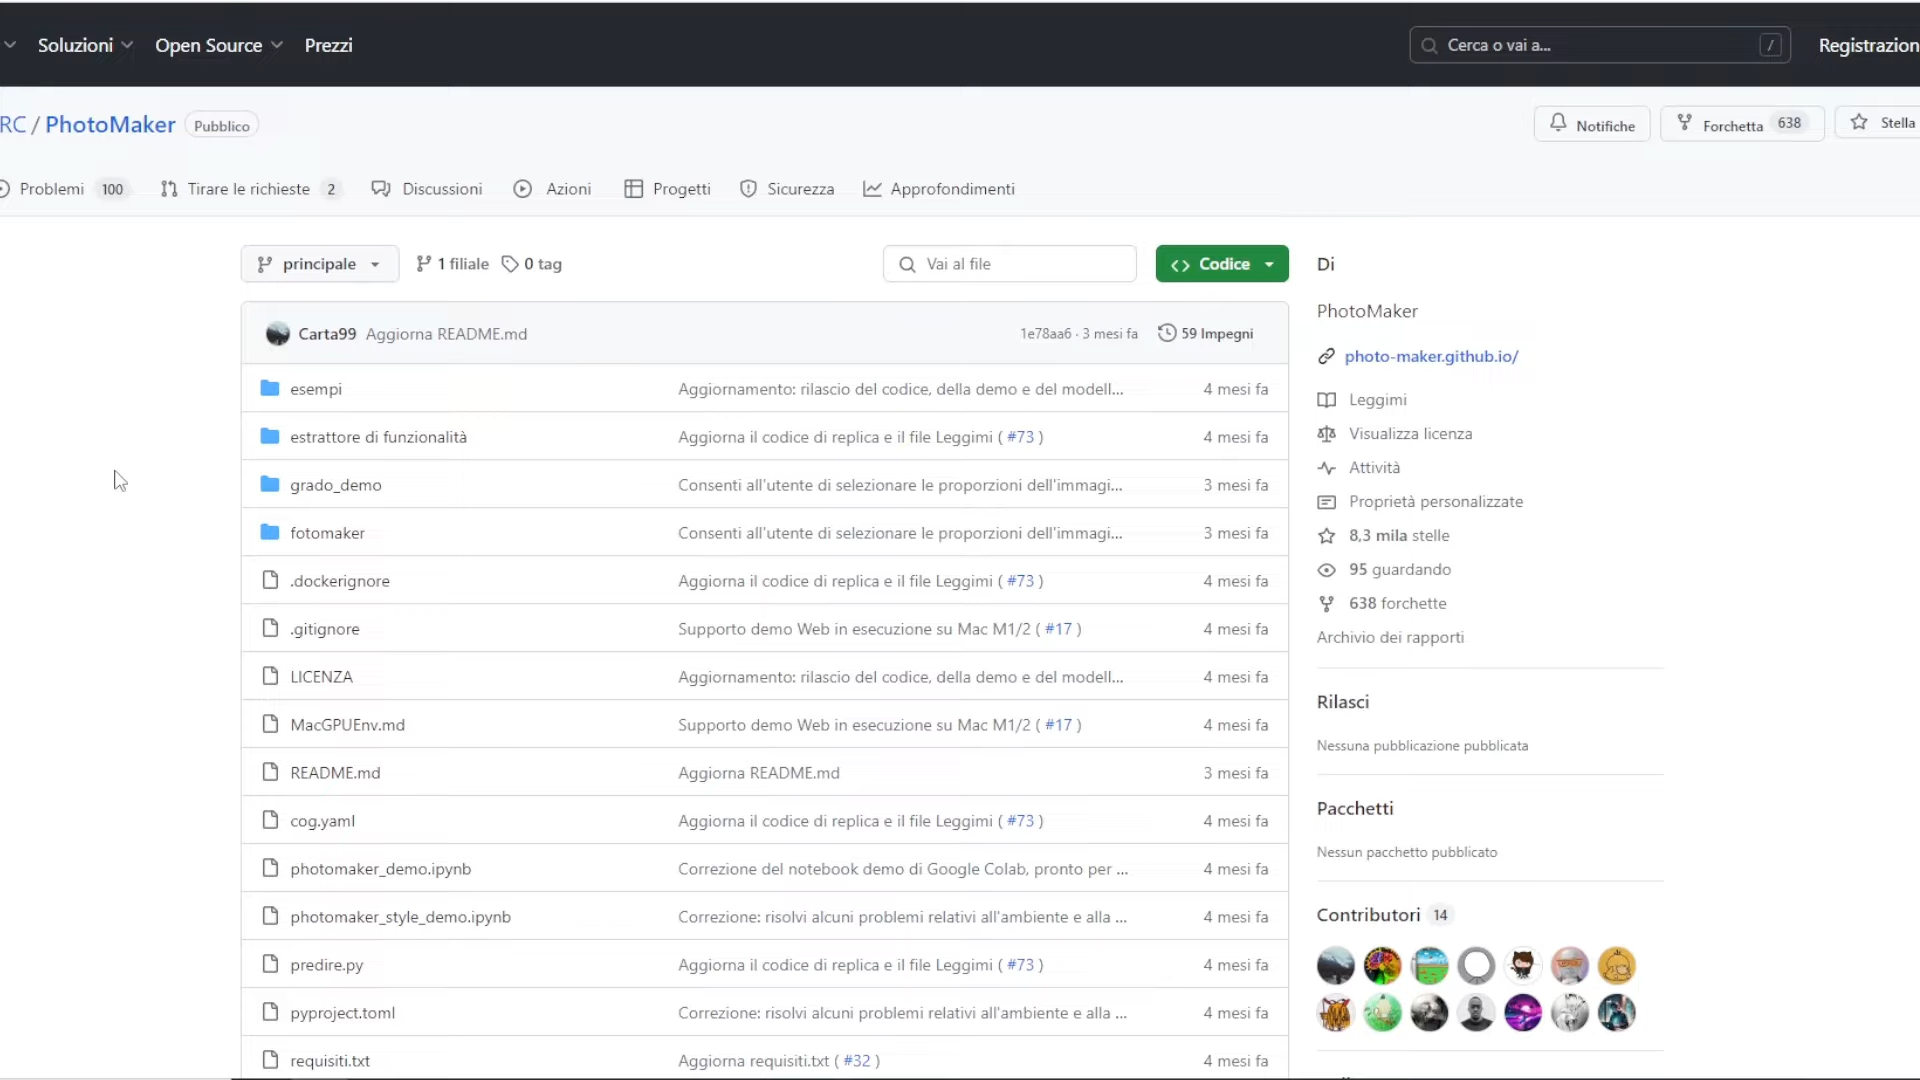 Soluzioni Open Source Prezzi Cerca o vai a... / Registrazion
RC / PhotoMaker Pubblico Notifiche Forchetta 638 Stella
Problemi 100 Tirare le richieste 2 Discussioni Azioni Progetti Sicurezza Approfondimenti
principale 1 filiale 0 tag Vai al file Codice
Carta99 Aggiorna README.md 1e78aa6 · 3 mesi fa 59 Impegni
esempi Aggiornamento: rilascio del codice, della demo e del modell... 4 mesi fa
estrattore di funzionalità Aggiorna il codice di replica e il file Leggimi ( #73 ) 4 mesi fa
grado_demo Consenti all'utente di selezionare le proporzioni dell'immagi... 3 mesi fa
fotomaker Consenti all'utente di selezionare le proporzioni dell'immagi... 3 mesi fa
.dockerignore Aggiorna il codice di replica e il file Leggimi ( #73 ) 4 mesi fa
.gitignore Supporto demo Web in esecuzione su Mac M1/2 ( #17 ) 4 mesi fa
LICENZA Aggiornamento: rilascio del codice, della demo e del modell... 4 mesi fa
MacGPUEnv.md Supporto demo Web in esecuzione su Mac M1/2 ( #17 ) 4 mesi fa
README.md Aggiorna README.md 3 mesi fa
cog.yaml Aggiorna il codice di replica e il file Leggimi ( #73 ) 4 mesi fa
photomaker_demo.ipynb Correzione del notebook demo di Google Colab, pronto per ... 4 mesi fa
photomaker_style_demo.ipynb Correzione: risolvi alcuni problemi relativi all'ambiente e alla ... 4 mesi fa
predire.py Aggiorna il codice di replica e il file Leggimi ( #73 ) 4 mesi fa
pyproject.toml Correzione: risolvi alcuni problemi relativi all'ambiente e alla ... 4 mesi fa
requisiti.txt Aggiorna requisiti.txt ( #32 ) 4 mesi fa
Di
PhotoMaker
photo-maker.github.io/
Leggimi
Visualizza licenza
Attività
Proprietà personalizzate
8,3 mila stelle
95 guardando
638 forchette
Archivio dei rapporti
Rilasci
Nessuna pubblicazione pubblicata
Pacchetti
Nessun pacchetto pubblicato
Contributori 14